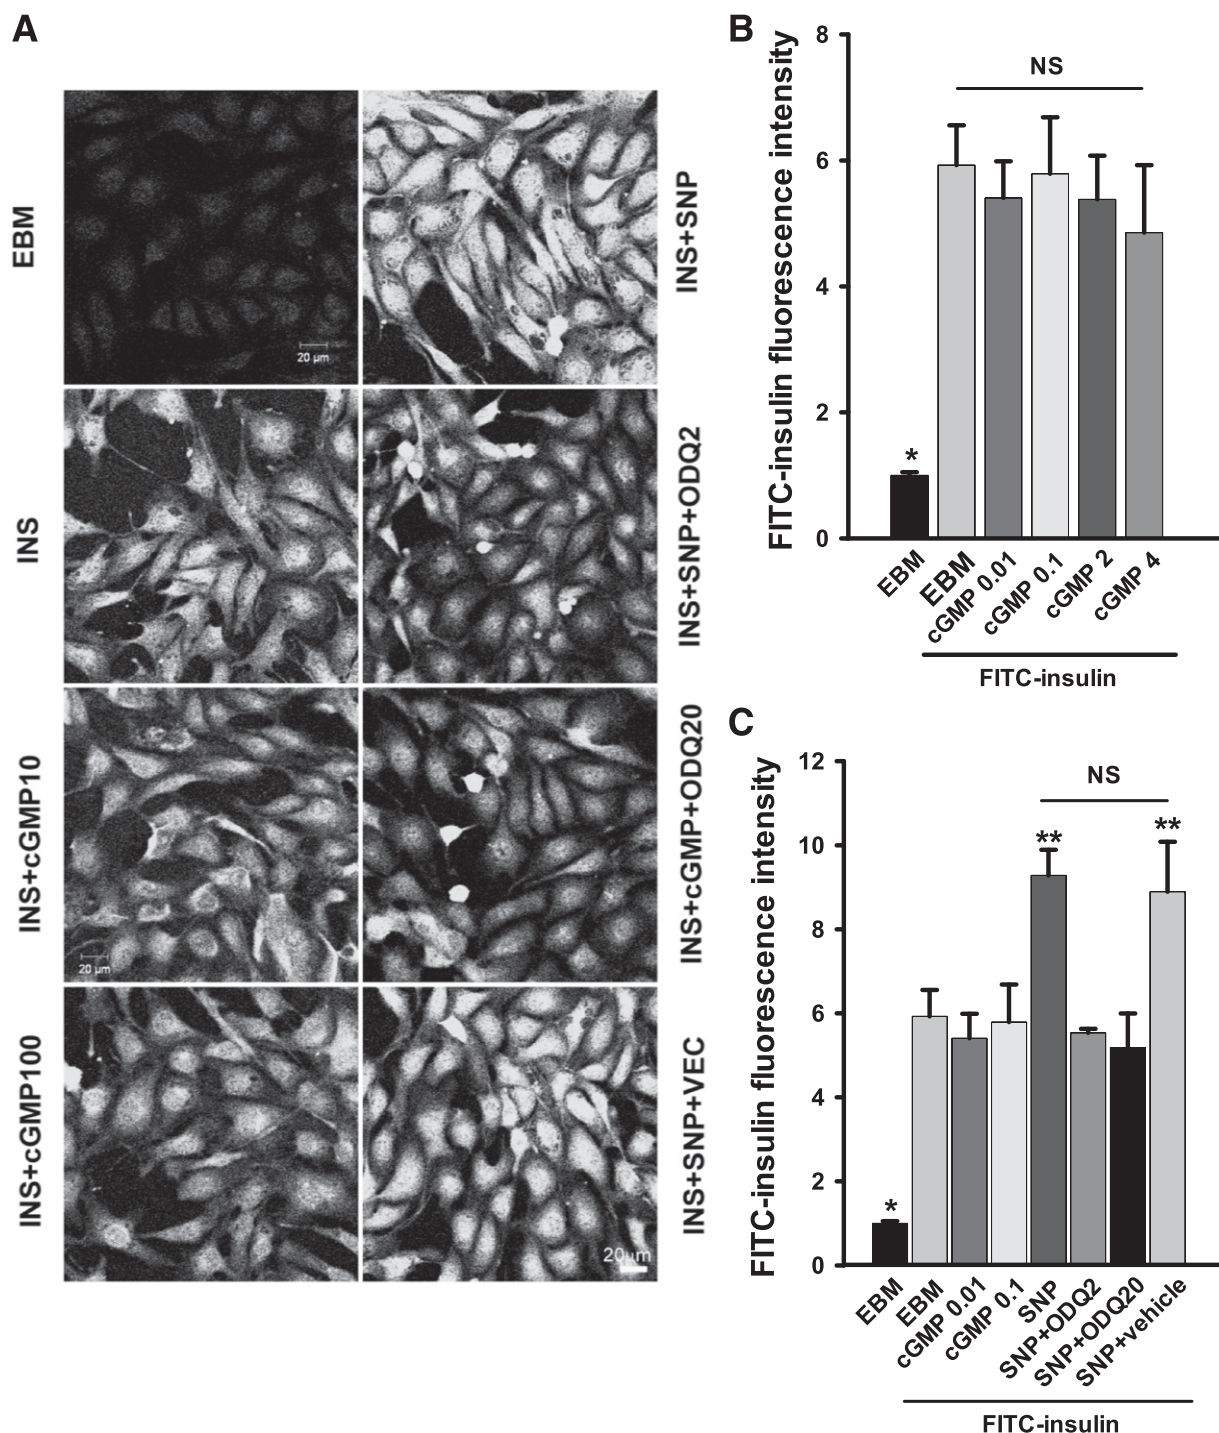 A
EBM
20 µm
INS+SNP
INS
INS+SNP+ODQ2
INS+cGMP10
20 µm
INS+cGMP+ODQ20
INS+cGMP100
INS+SNP+VEC
20µm
B
FITC-insulin fluorescence intensity
8
6
4
2
0
NS
*
EBM
EBM
cGMP 0.01
cGMP 0.1
cGMP 2
cGMP 4
FITC-insulin
C
FITC-insulin fluorescence intensity
12
10
8
6
4
2
0
NS
**
**
*
EBM
EBM
cGMP 0.01
cGMP 0.1
SNP
SNP+ODQ2
SNP+ODQ20
SNP+vehicle
FITC-insulin